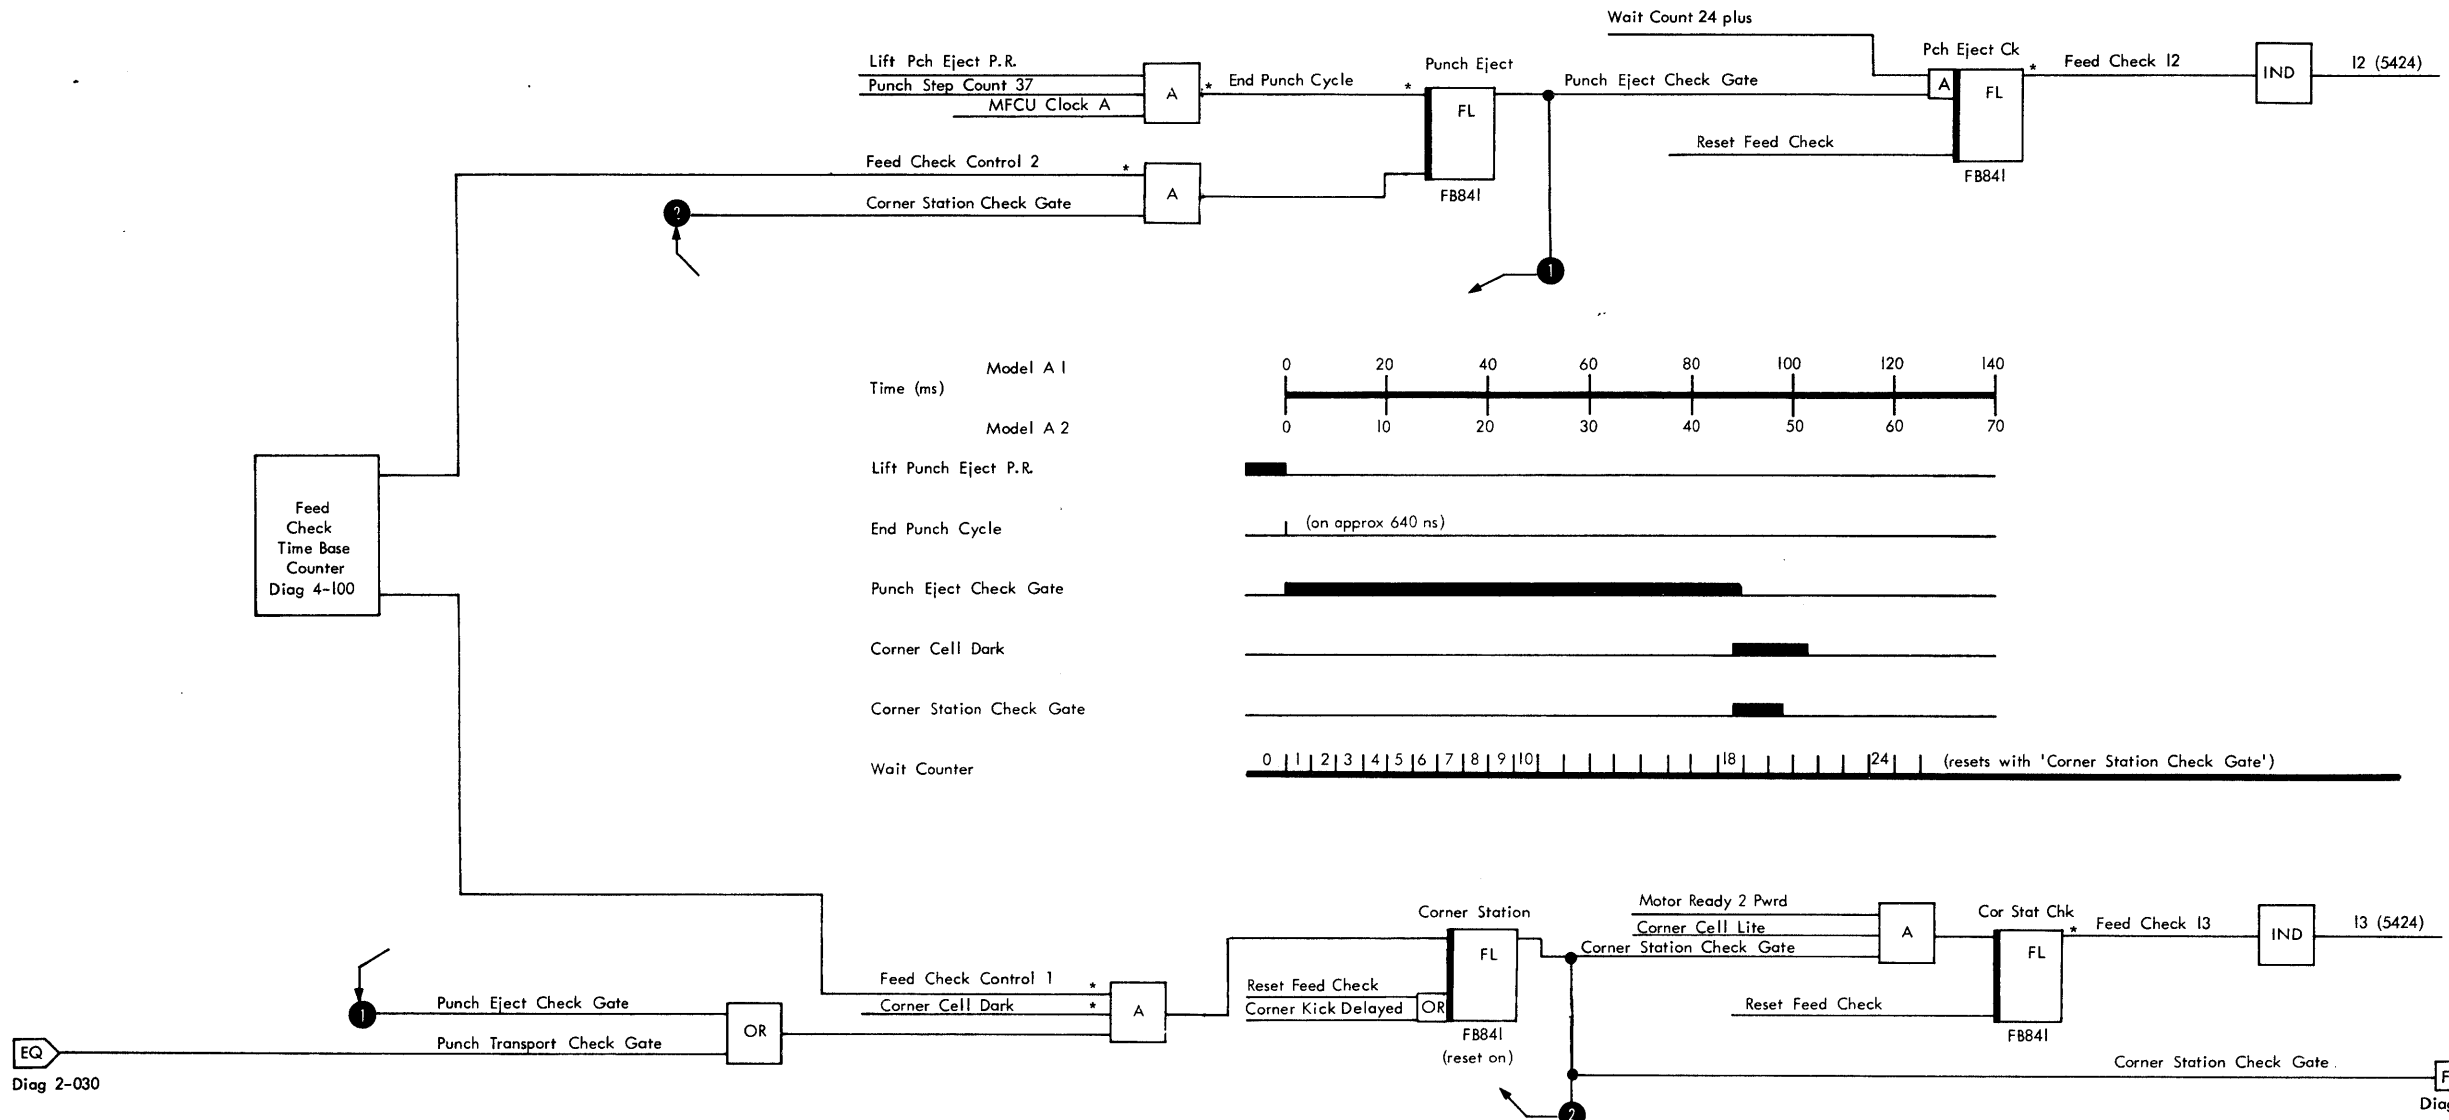 Wait Count 24 plus
Lift Pch Eject P.R.
Punch Step Count 37
MFCU Clock A
A
* End Punch Cycle *
Punch Eject
FL
FB841
Punch Eject Check Gate
Pch Eject Ck
A
FL
FB841
* Feed Check 12
IND
12 (5424)
Reset Feed Check
Feed Check Control 2 *
2
Corner Station Check Gate
A
1
Time (ms)
Model A 1
0 20 40 60 80 100 120 140
Model A 2
0 10 20 30 40 50 60 70
Lift Punch Eject P.R.
End Punch Cycle
(on approx 640 ns)
Punch Eject Check Gate
Corner Cell Dark
Corner Station Check Gate
Wait Counter
0 1 2 3 4 5 6 7 8 9 10 18 24 (resets with 'Corner Station Check Gate')
Feed
Check
Time Base
Counter
Diag 4-100
1
Punch Eject Check Gate
EQ
Diag 2-030
Punch Transport Check Gate
OR
Feed Check Control 1 *
Corner Cell Dark *
A
Corner Station
Reset Feed Check
Corner Kick Delayed
OR
FL
FB841
(reset on)
Motor Ready 2 Pwrd
Corner Cell Lite
Corner Station Check Gate
A
Cor Stat Chk
FL
FB841
* Feed Check 13
IND
13 (5424)
Reset Feed Check
Corner Station Check Gate
F
Diag
2